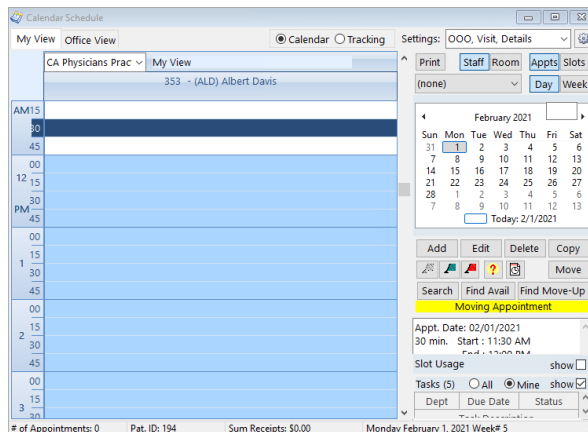 Calendar Schedule
My View Office View Calendar Tracking Settings: OOO, Visit, Details
CA Physicians Prac My View
353 - (ALD) Albert Davis
Print Staff Room Appts Slots
(none) Day Week
AM 15
30
45
00
12 15
PM 30
45
00
1 15
30
45
00
2 15
30
45
00
3 15
30
February 2021
Sun Mon Tue Wed Thu Fri Sat
31 1 2 3 4 5 6
7 8 9 10 11 12 13
14 15 16 17 18 19 20
21 22 23 24 25 26 27
28 1 2 3 4 5 6
7 8 9 10 11 12 13
Today: 2/1/2021
Add Edit Delete Copy
? Move
Search Find Avail Find Move-Up
Moving Appointment
Appt. Date: 02/01/2021
30 min. Start : 11:30 AM
End : 12:00 PM
Slot Usage show
Tasks (5) All Mine show
Dept Due Date Status
Task Description
# of Appointments: 0 Pat. ID: 194 Sum Receipts: $0.00 Monday February 1, 2021 Week# 5